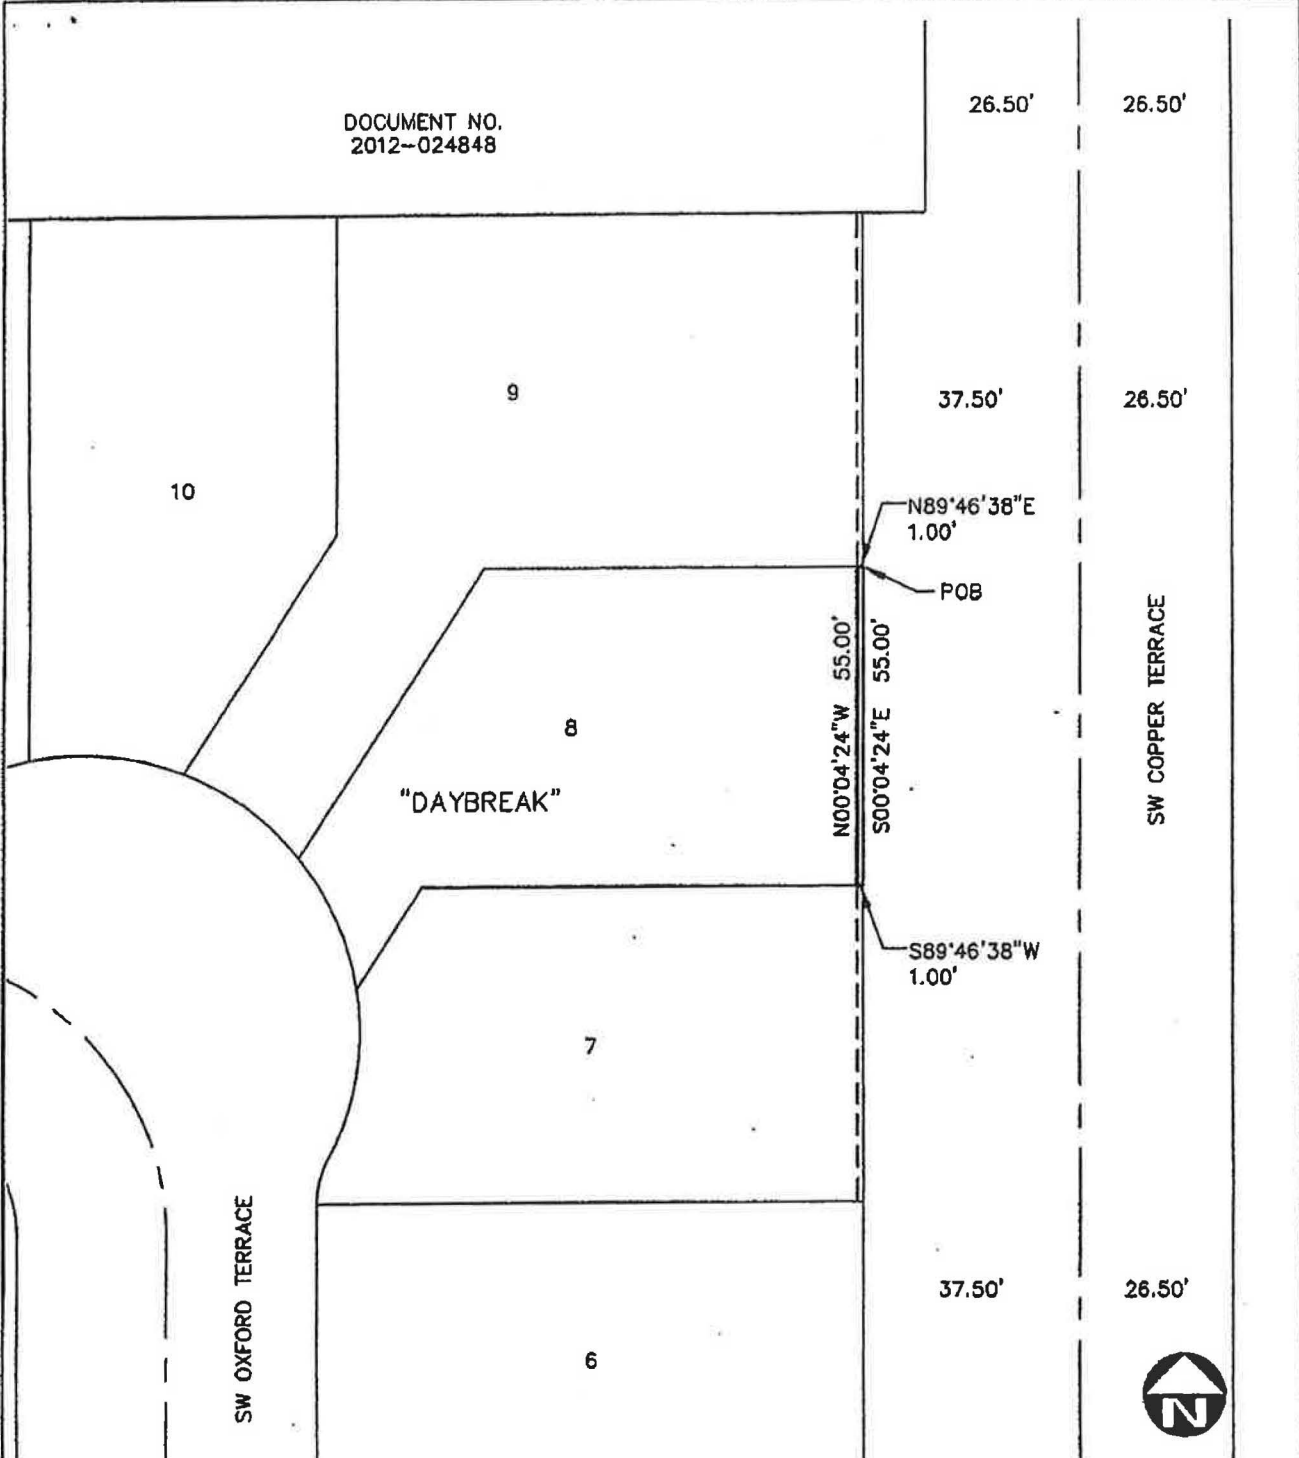 DOCUMENT NO.
2012-024848
26.50'
26.50'
9
37.50'
26.50'
10
N89°46'38"E
1.00'
POB
N00°04'24"W 55.00'
S00°04'24"E 55.00'
SW COPPER TERRACE
8
"DAYBREAK"
S89°46'38"W
1.00'
7
SW OXFORD TERRACE
37.50'
26.50'
6
N